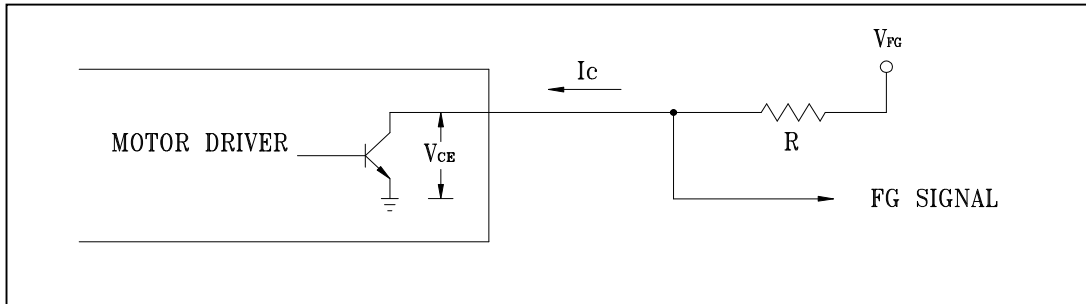 VFG
Ic
MOTOR DRIVER
VCE
R
FG SIGNAL